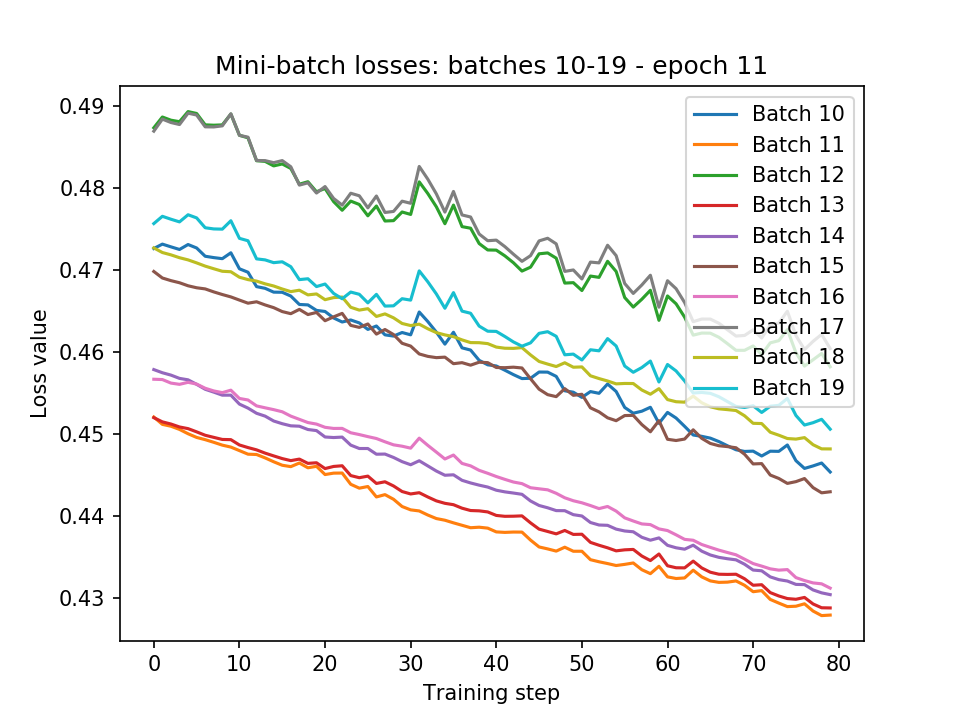 Mini-batch losses: batches 10-19 - epoch 11
Loss value
0.49
0.48
0.47
0.46
0.45
0.44
0.43
Batch 10
Batch 11
Batch 12
Batch 13
Batch 14
Batch 15
Batch 16
Batch 17
Batch 18
Batch 19
0 10 20 30 40 50 60 70 80
Training step